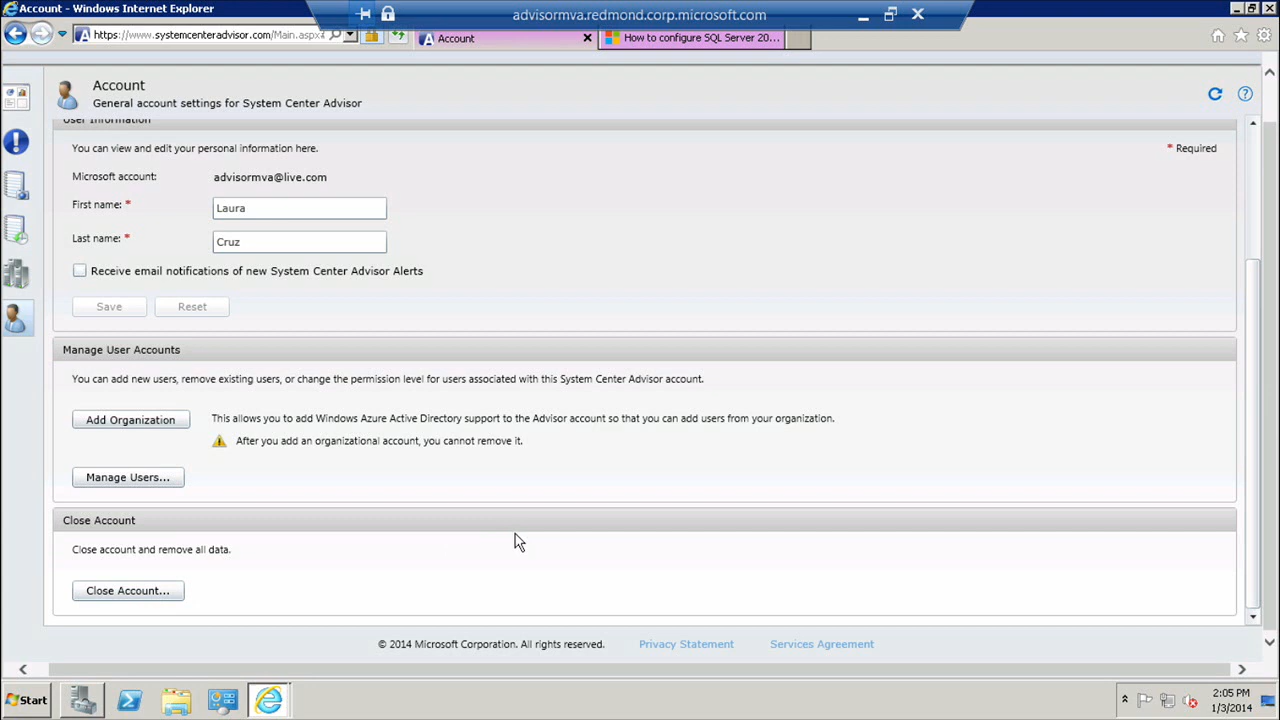 Account - Windows Internet Explorer
advisormva.redmond.corp.microsoft.com
https://www.systemcenteradvisor.com/Main.aspx#
Account
How to configure SQL Server 20...
Account
General account settings for System Center Advisor
User Information
You can view and edit your personal information here.
* Required
Microsoft account: advisormva@live.com
First name: * Laura
Last name: * Cruz
Receive email notifications of new System Center Advisor Alerts
Save Reset
Manage User Accounts
You can add new users, remove existing users, or change the permission level for users associated with this System Center Advisor account.
Add Organization This allows you to add Windows Azure Active Directory support to the Advisor account so that you can add users from your organization.
After you add an organizational account, you cannot remove it.
Manage Users...
Close Account
Close account and remove all data.
Close Account...
© 2014 Microsoft Corporation. All rights reserved. Privacy Statement Services Agreement
Start
2:05 PM
1/3/2014